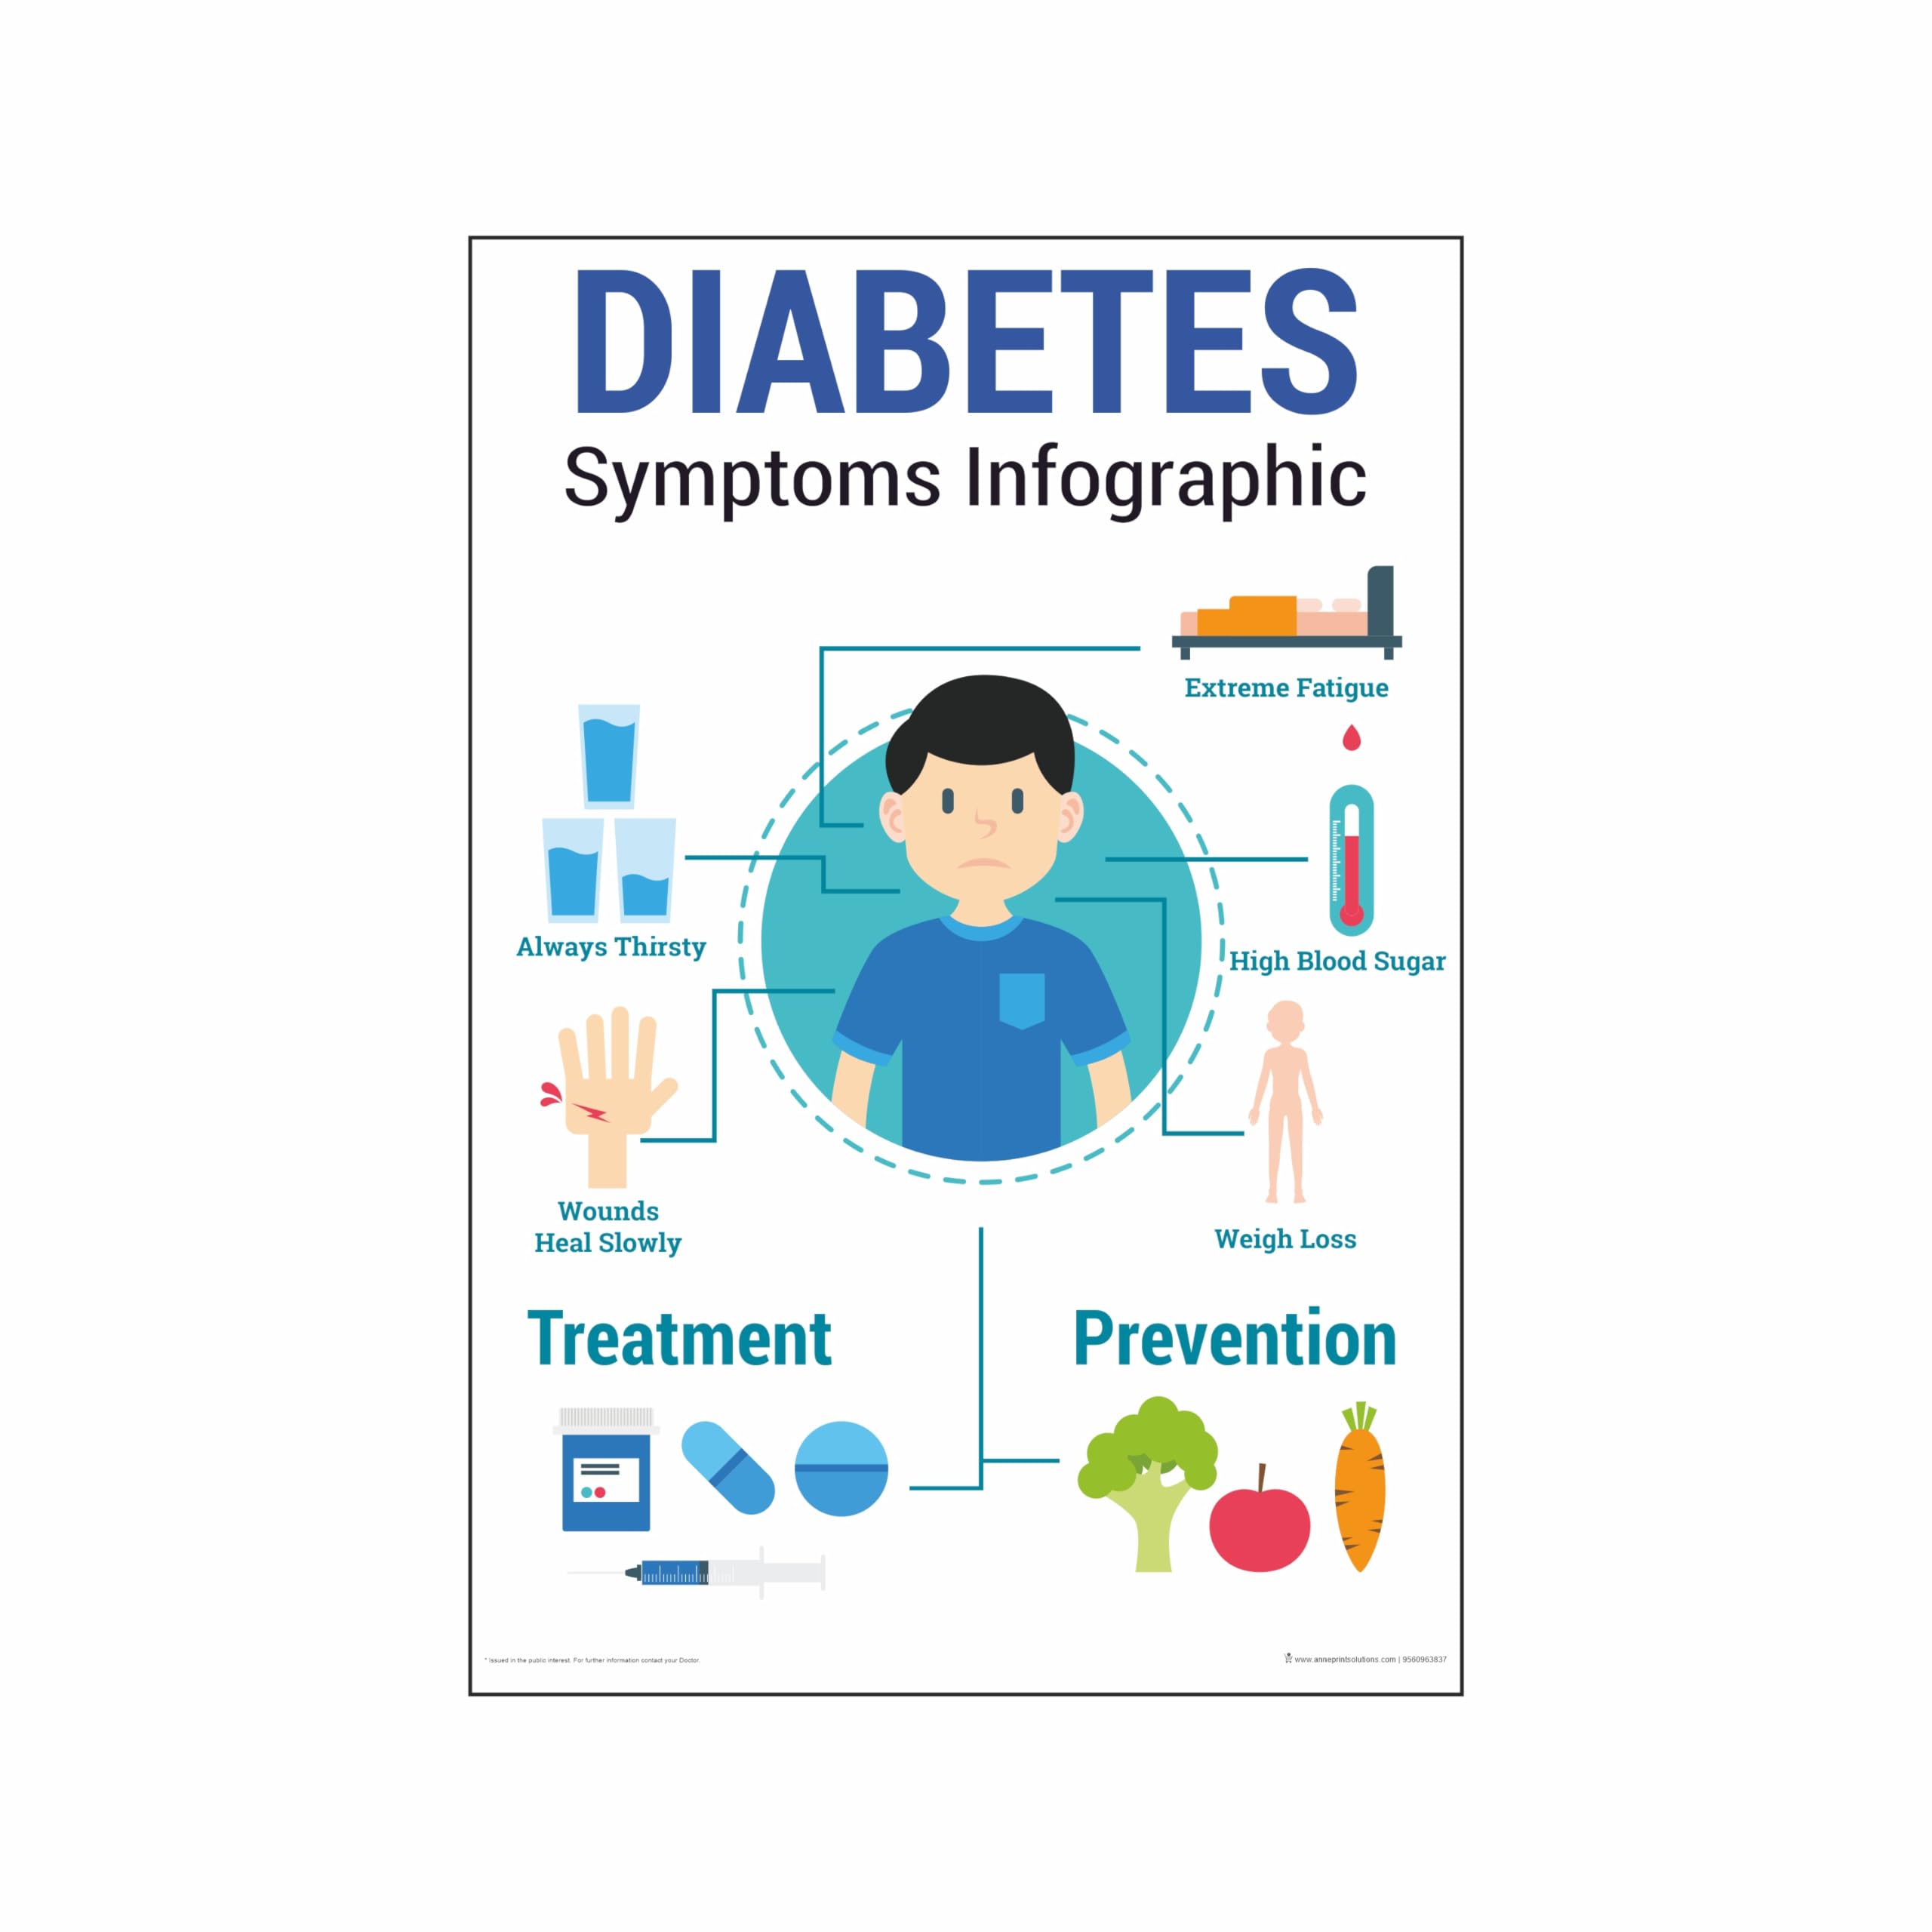 DIABETES
Symptoms Infographic
Extreme Fatigue
Always Thirsty
High Blood Sugar
Wounds
Heal Slowly
Weigh Loss
Treatment
Prevention
* Issued in the public interest. For further information contact your Doctor.
www.anneprintsolutions.com | 9560963837